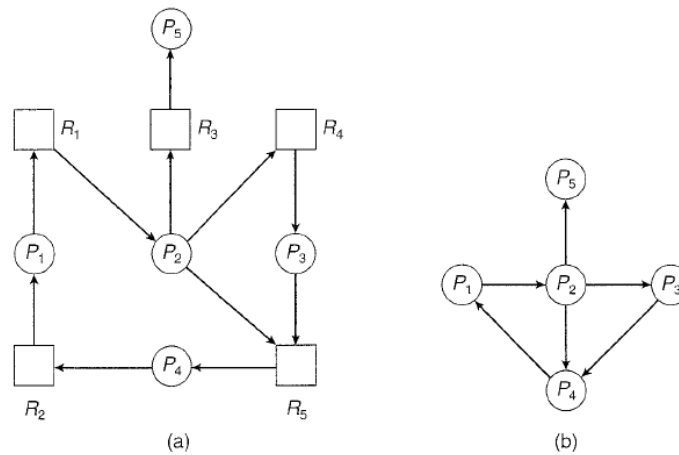 P₅
R₁ R₃ R₄
P₁ P₂ P₃
P₄
R₂ R₅
(a)
P₅
P₁ P₂ P₃
P₄
(b)